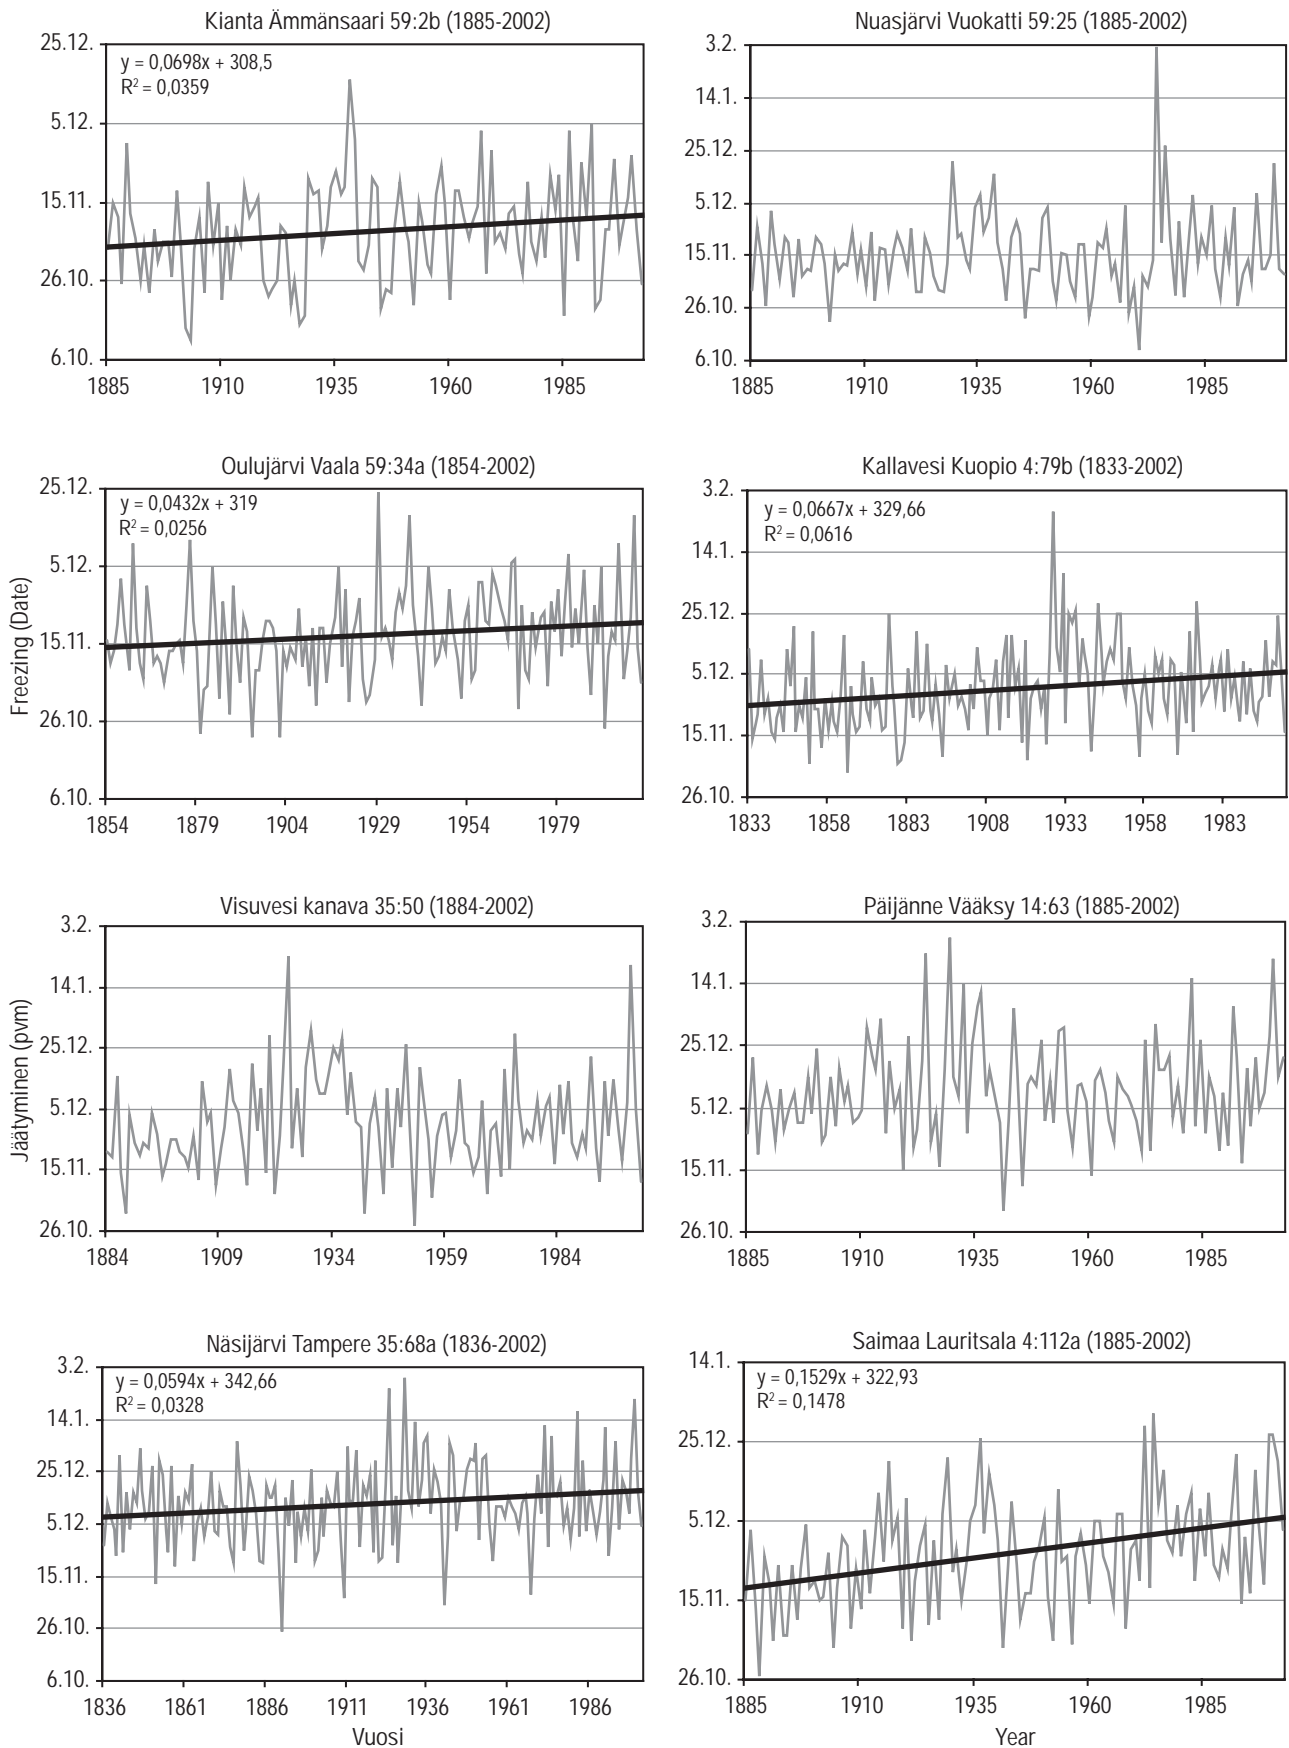 Kianta Ämmänsaari 59:2b (1885-2002)
25.12.
5.12.
15.11.
26.10.
6.10.
y = 0,0698x + 308,5
R² = 0,0359
1885 1910 1935 1960 1985
Nuasjärvi Vuokatti 59:25 (1885-2002)
3.2.
14.1.
25.12.
5.12.
15.11.
26.10.
6.10.
1885 1910 1935 1960 1985
Oulujärvi Vaala 59:34a (1854-2002)
25.12.
5.12.
15.11.
26.10.
6.10.
y = 0,0432x + 319
R² = 0,0256
1854 1879 1904 1929 1954 1979
Freezing (Date)
Kallavesi Kuopio 4:79b (1833-2002)
3.2.
14.1.
25.12.
5.12.
15.11.
26.10.
y = 0,0667x + 329,66
R² = 0,0616
1833 1858 1883 1908 1933 1958 1983
Visuvesi kanava 35:50 (1884-2002)
3.2.
14.1.
25.12.
5.12.
15.11.
26.10.
1884 1909 1934 1959 1984
Jäätyminen (pvm)
Päijänne Vääksy 14:63 (1885-2002)
3.2.
14.1.
25.12.
5.12.
15.11.
26.10.
1885 1910 1935 1960 1985
Näsijärvi Tampere 35:68a (1836-2002)
3.2.
14.1.
25.12.
5.12.
15.11.
26.10.
6.10.
y = 0,0594x + 342,66
R² = 0,0328
1836 1861 1886 1911 1936 1961 1986
Vuosi
Saimaa Lauritsala 4:112a (1885-2002)
14.1.
25.12.
5.12.
15.11.
26.10.
y = 0,1529x + 322,93
R² = 0,1478
1885 1910 1935 1960 1985
Year